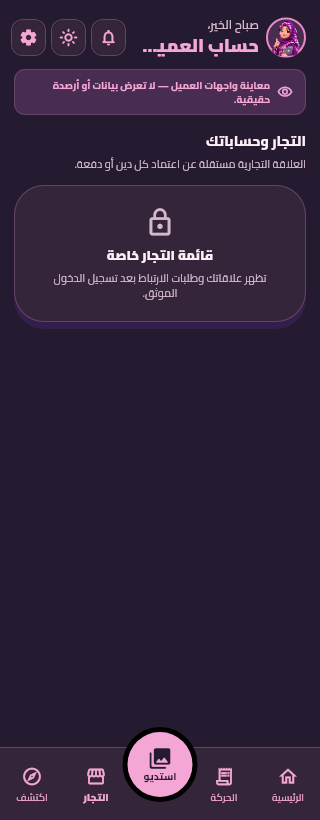 صباح الخير،
حساب العميـ...
معاينة واجهات العميل — لا تعرض بيانات أو أرصدة
حقيقية.
التجار وحساباتك
العلاقة التجارية مستقلة عن اعتماد كل دين أو دفعة.
قائمة التجار خاصة
تظهر علاقاتك وطلبات الارتباط بعد تسجيل الدخول
الموثق.
الرئيسية
الحركة
استديو
التجار
اكتشف